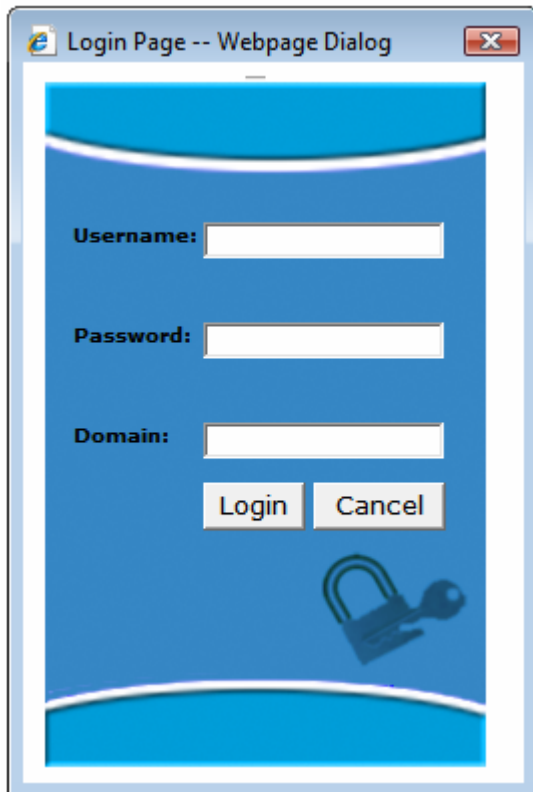 Login Page -- Webpage Dialog
Username:
Password:
Domain:
Login Cancel